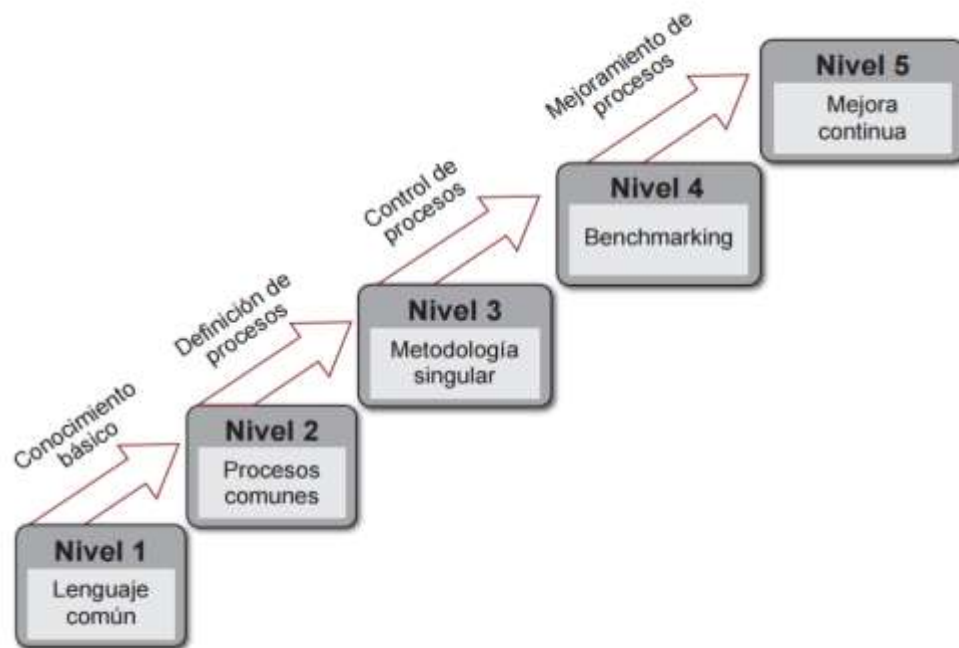 Nivel 5
Mejora
continua
Mejoramiento de
procesos
Nivel 4
Benchmarking
Control de
procesos
Nivel 3
Metodología
singular
Definición de
procesos
Nivel 2
Procesos
comunes
Conocimiento
básico
Nivel 1
Lenguaje
común